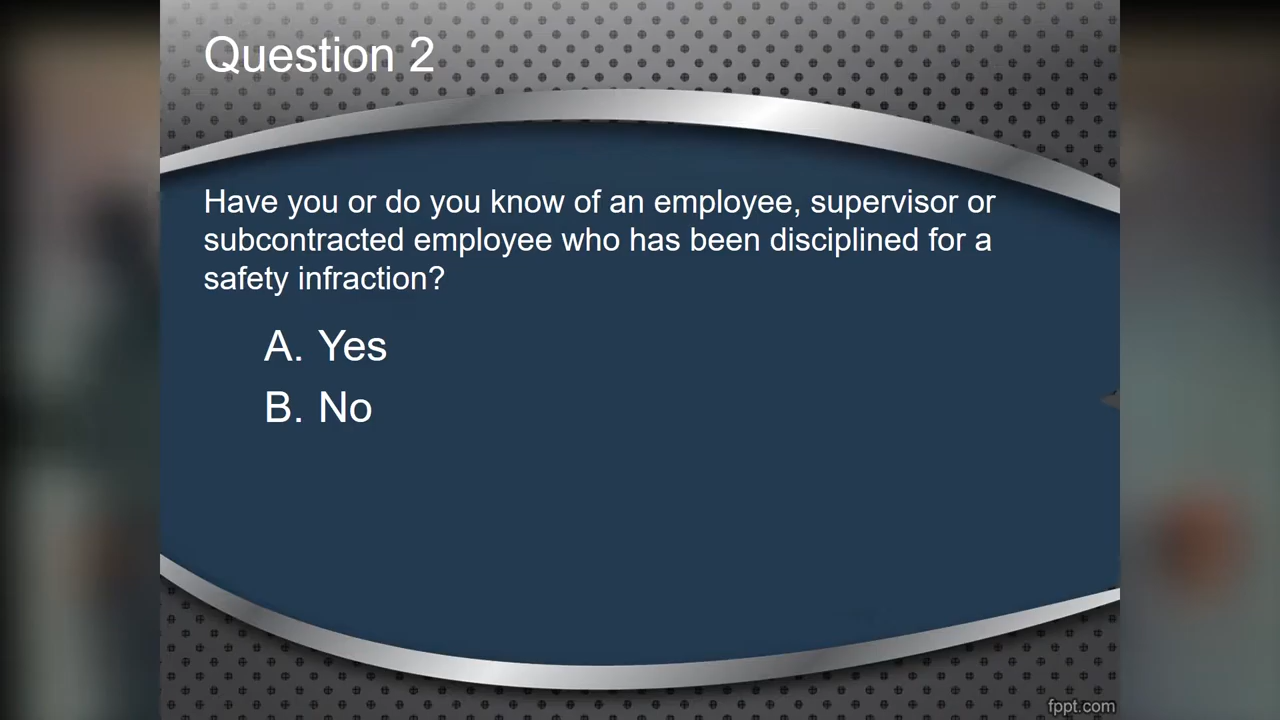 Question 2
Have you or do you know of an employee, supervisor or
subcontracted employee who has been disciplined for a
safety infraction?
A. Yes
B. No
fppt.com